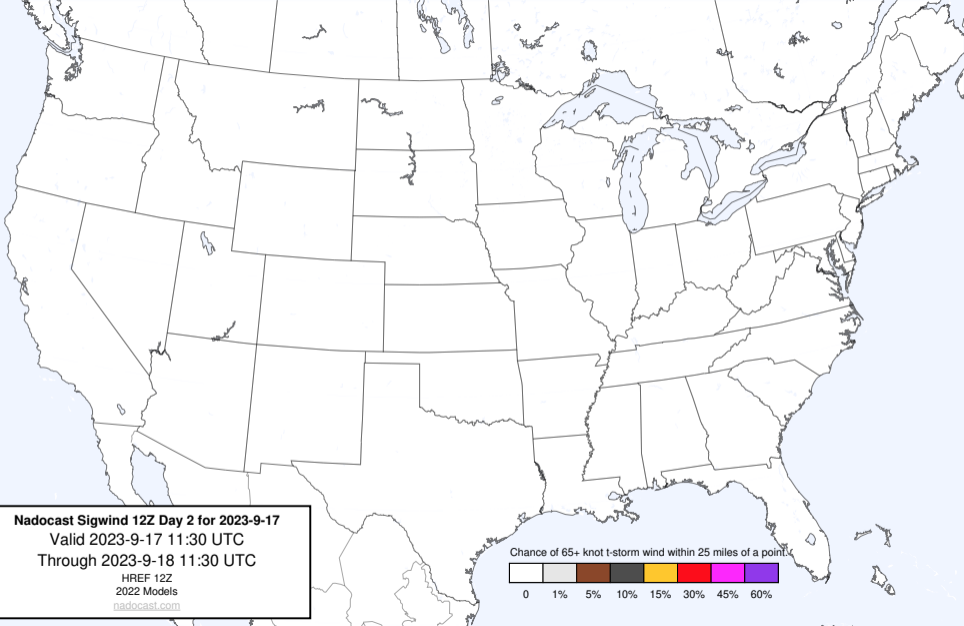 Nadocast Sigwind 12Z Day 2 for 2023-9-17
Valid 2023-9-17 11:30 UTC
Through 2023-9-18 11:30 UTC
HREF 12Z
2022 Models
nadocast.com
Chance of 65+ knot t-storm wind within 25 miles of a point.
0 1% 5% 10% 15% 30% 45% 60%